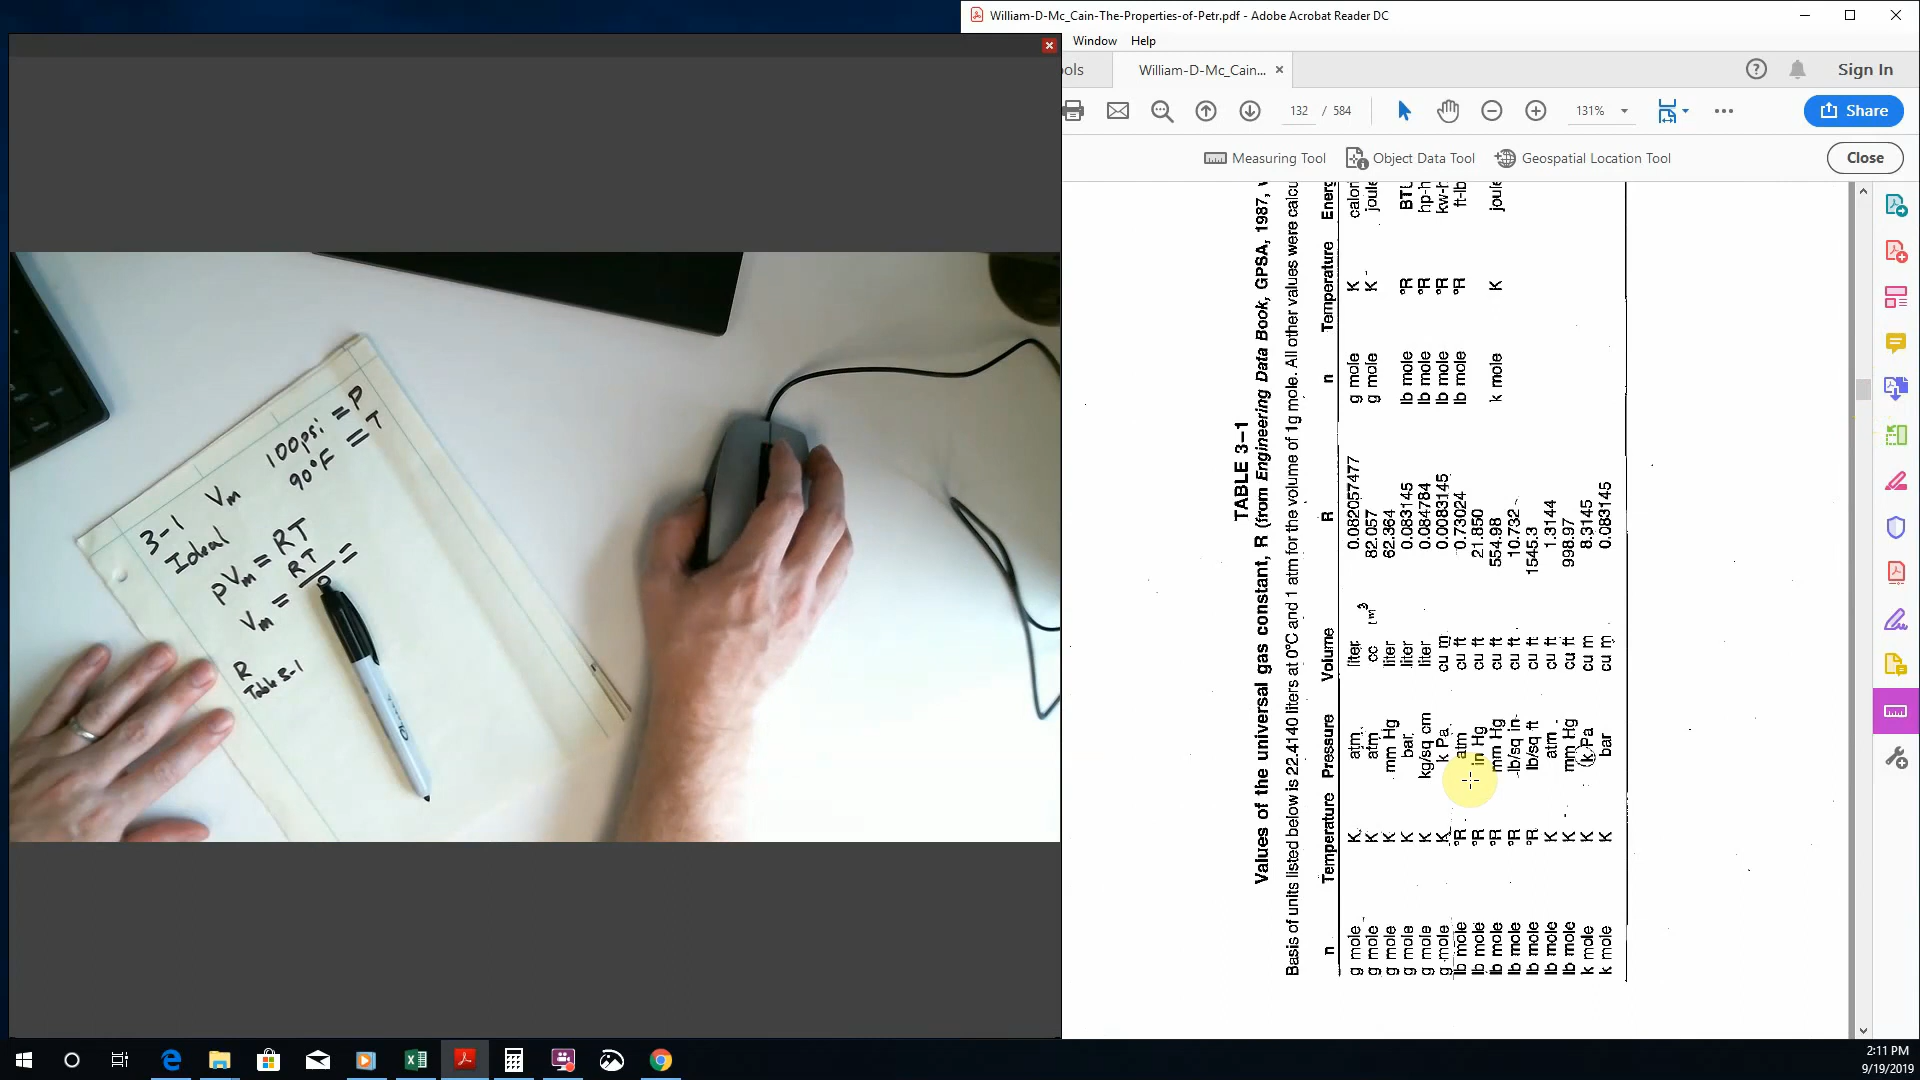 William-D-Mc_Cain-The-Properties-of-Petr.pdf - Adobe Acrobat Reader DC
Window Help
ols
William-D-Mc_Cain...
Sign In
132 / 584
131%
Share
Measuring Tool
Object Data Tool
Geospatial Location Tool
Close
3-1 Vm
100psi = P
90°F = T
Ideal
pVm = RT
Vm = RT =
R
Table 3-1
Sharpie
TABLE 3–1
Values of the universal gas constant, R (from Engineering Data Book, GPSA, 1987,
Basis of units listed below is 22.4140 liters at 0°C and 1 atm for the volume of 1g mole. All other values were calcu
n Temperature Pressure Volume R n Temperature Energ
g mole K atm liter 0.082057477 g mole K calor
g mole K atm cc cm3 82.057 g mole K joule
g mole K mm Hg liter 62.364
g mole K bar liter 0.083145 lb mole °R BTU
g mole K kg/sq cm liter 0.084784 lb mole °R hp-h
g mole K k Pa cu m 0.0083145 lb mole °R kw-h
lb mole °R atm cu ft 0.73024 lb mole °R ft-lb
lb mole °R in Hg cu ft 21.850
lb mole °R mm Hg cu ft 554.98 k mole K joule
lb mole °R lb/sq in cu ft 10.732
lb mole °R lb/sq ft cu ft 1545.3
lb mole K atm cu ft 1.3144
lb mole K mm Hg cu ft 998.97
k mole K k Pa cu m 8.3145
k mole K bar cu m 0.083145
2:11 PM
9/19/2019